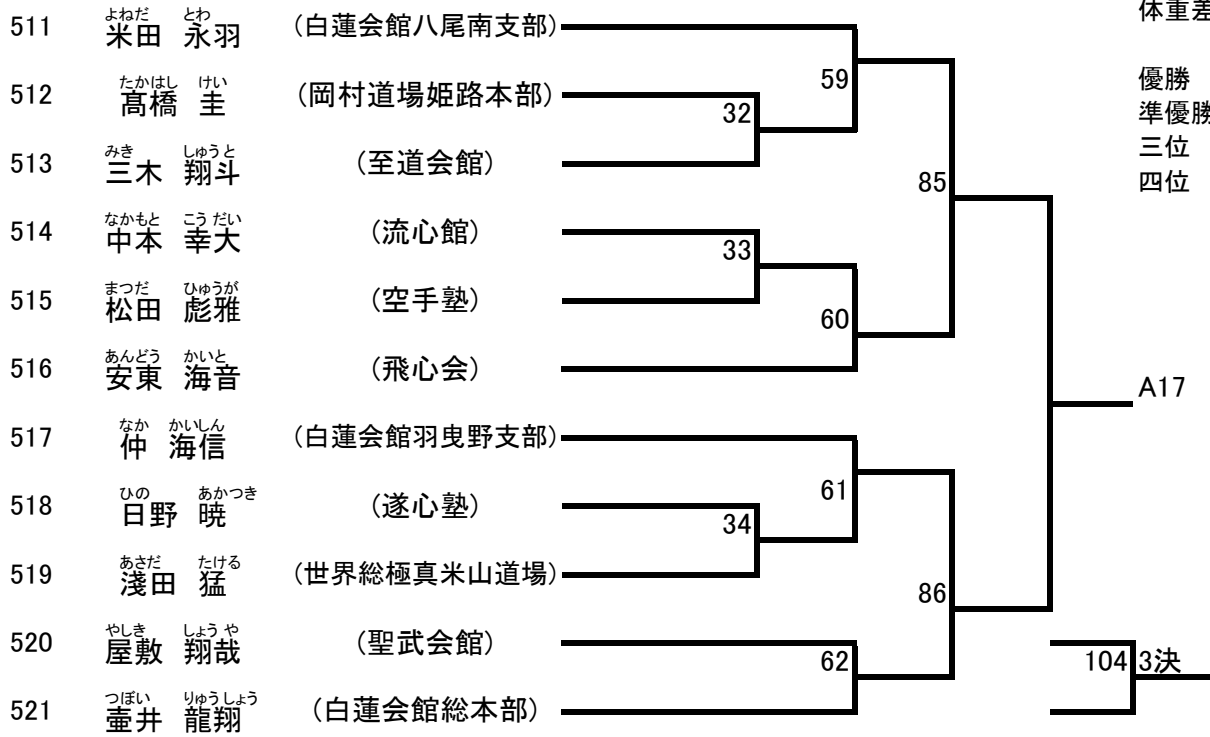 体重差
511 米田 永羽 (白蓮会館八尾南支部)
よねだ とわ
59
優勝
512 髙橋 圭 (岡村道場姫路本部)
たかはし けい
32
準優勝
513 三木 翔斗 (至道会館)
みき しゅうと
三位
85
四位
514 中本 幸大 (流心館)
なかもと こうだい
33
515 松田 彪雅 (空手塾)
まつだ ひゅうが
60
516 安東 海音 (飛心会)
あんどう かいと
A17
517 仲 海信 (白蓮会館羽曳野支部)
なか かいしん
61
518 日野 暁 (遂心塾)
ひの あかつき
34
519 淺田 猛 (世界総極真米山道場)
あさだ たける
86
520 屋敷 翔哉 (聖武会館)
やしき しょうや
62
104 3決
521 壷井 龍翔 (白蓮会館総本部)
つぼい りゅうしょう